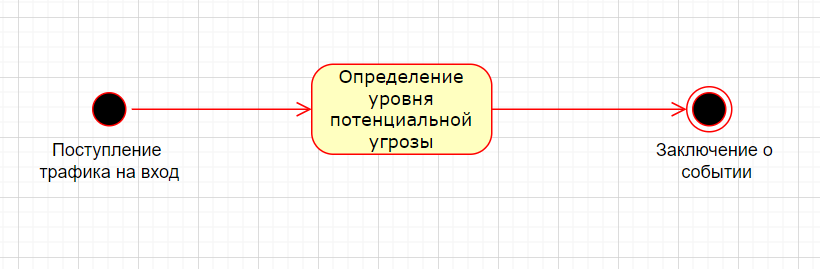 Определение
уровня
потенциальной
угрозы
Поступление
трафика на вход
Заключение о
событии